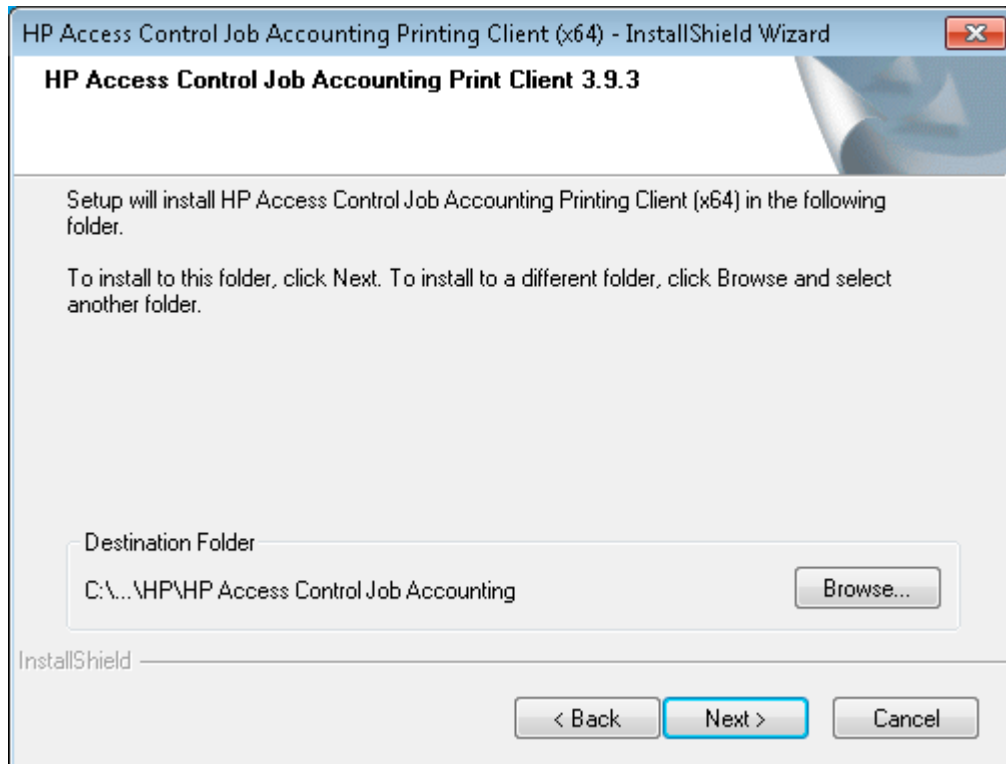 HP Access Control Job Accounting Printing Client (x64) - InstallShield Wizard
HP Access Control Job Accounting Print Client 3.9.3
Setup will install HP Access Control Job Accounting Printing Client (x64) in the following
folder.
To install to this folder, click Next. To install to a different folder, click Browse and select
another folder.
Destination Folder
C:\...\HP\HP Access Control Job Accounting
Browse...
InstallShield
< Back
Next >
Cancel